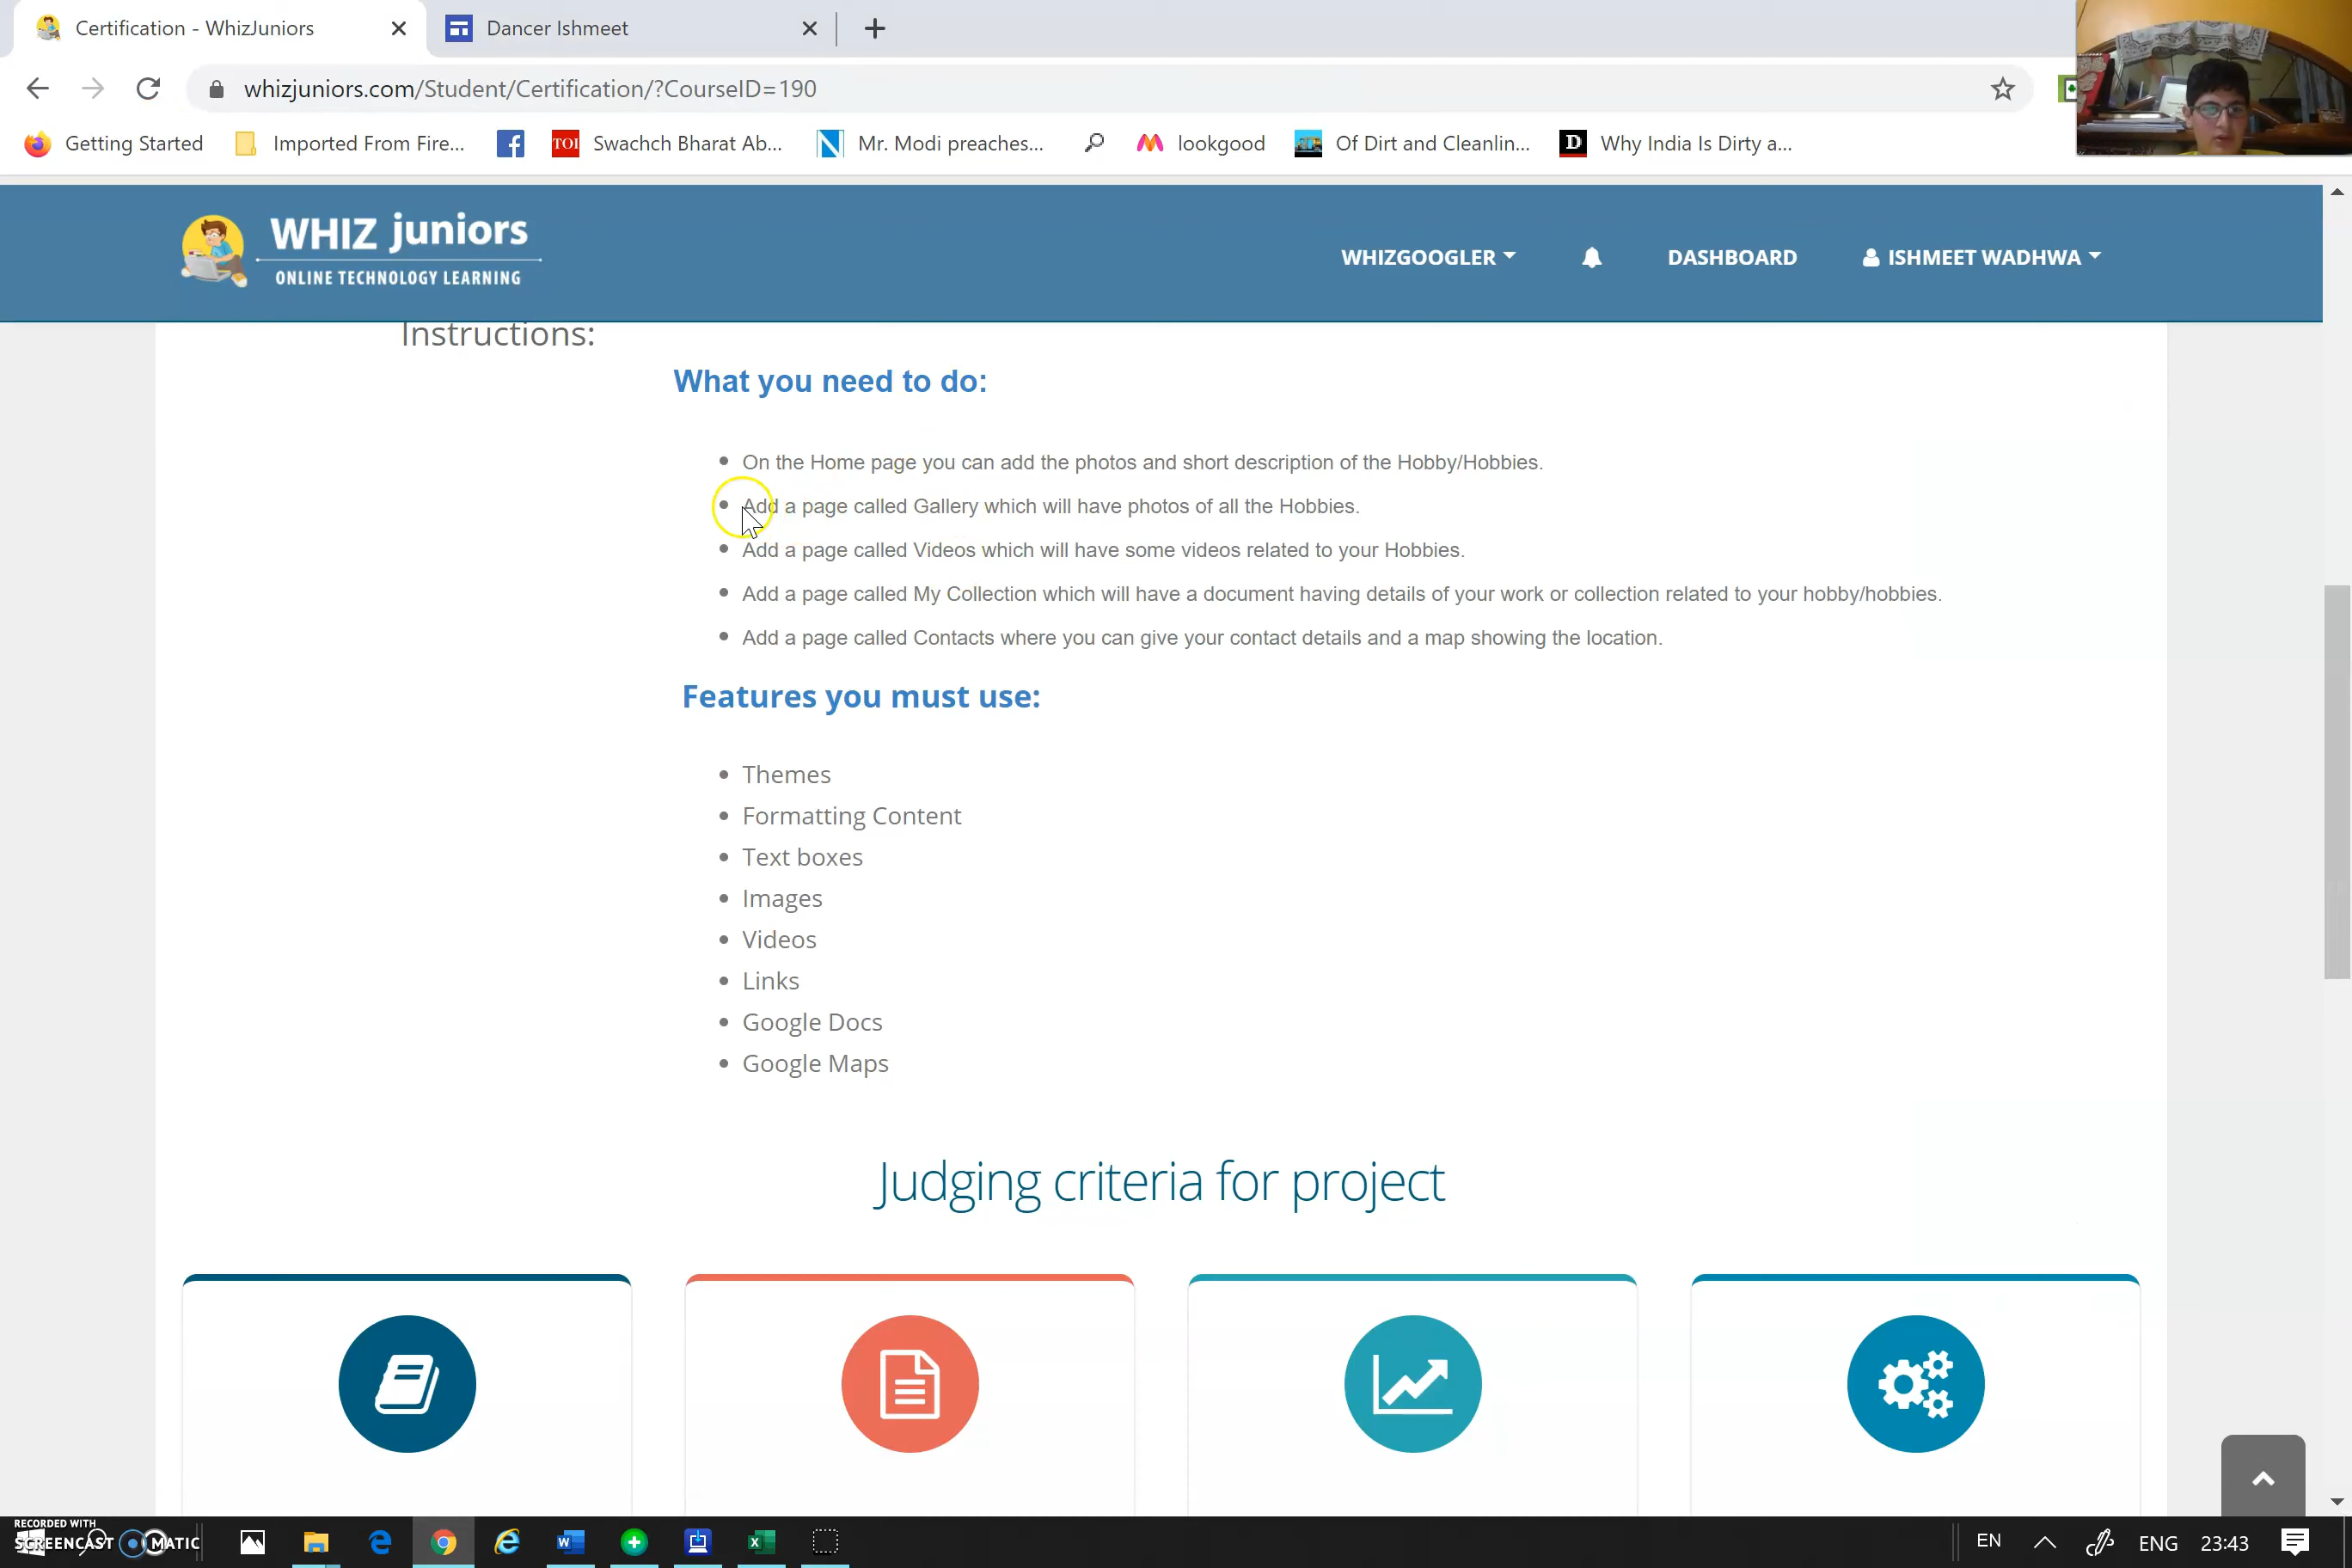 Certification - WhizJuniors
Dancer Ishmeet
whizjuniors.com/Student/Certification/?CourseID=190
Getting Started
Imported From Fire...
TOI
Swachch Bharat Ab...
Mr. Modi preaches...
lookgood
Of Dirt and Cleanlin...
D
Why India Is Dirty a...
WHIZ juniors
ONLINE TECHNOLOGY LEARNING
WHIZGOOGLER
DASHBOARD
ISHMEET WADHWA
Instructions:
What you need to do:
On the Home page you can add the photos and short description of the Hobby/Hobbies.
Add a page called Gallery which will have photos of all the Hobbies.
Add a page called Videos which will have some videos related to your Hobbies.
Add a page called My Collection which will have a document having details of your work or collection related to your hobby/hobbies.
Add a page called Contacts where you can give your contact details and a map showing the location.
Features you must use:
Themes
Formatting Content
Text boxes
Images
Videos
Links
Google Docs
Google Maps
Judging criteria for project
RECORDED WITH
SCREENCAST MATIC
EN
ENG
23:43